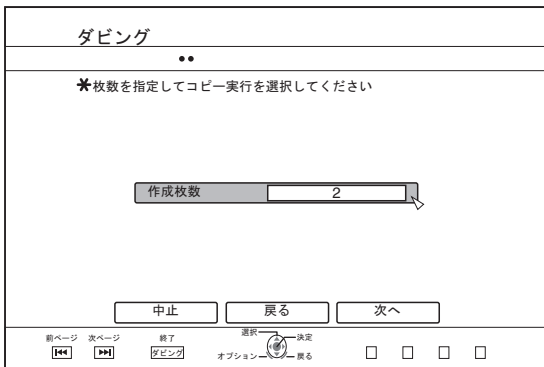 ダビング
●●
*枚数を指定してコピー実行を選択してください
作成枚数 2
中止 戻る 次へ
前ページ 次ページ 終了 選択 決定
ダビング オプション 戻る